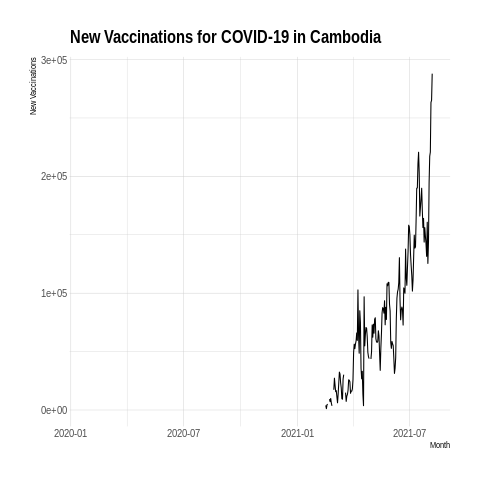 New Vaccinations for COVID-19 in Cambodia
New Vaccinations
3e+05
2e+05
1e+05
0e+00
2020-01 2020-07 2021-01 2021-07
Month